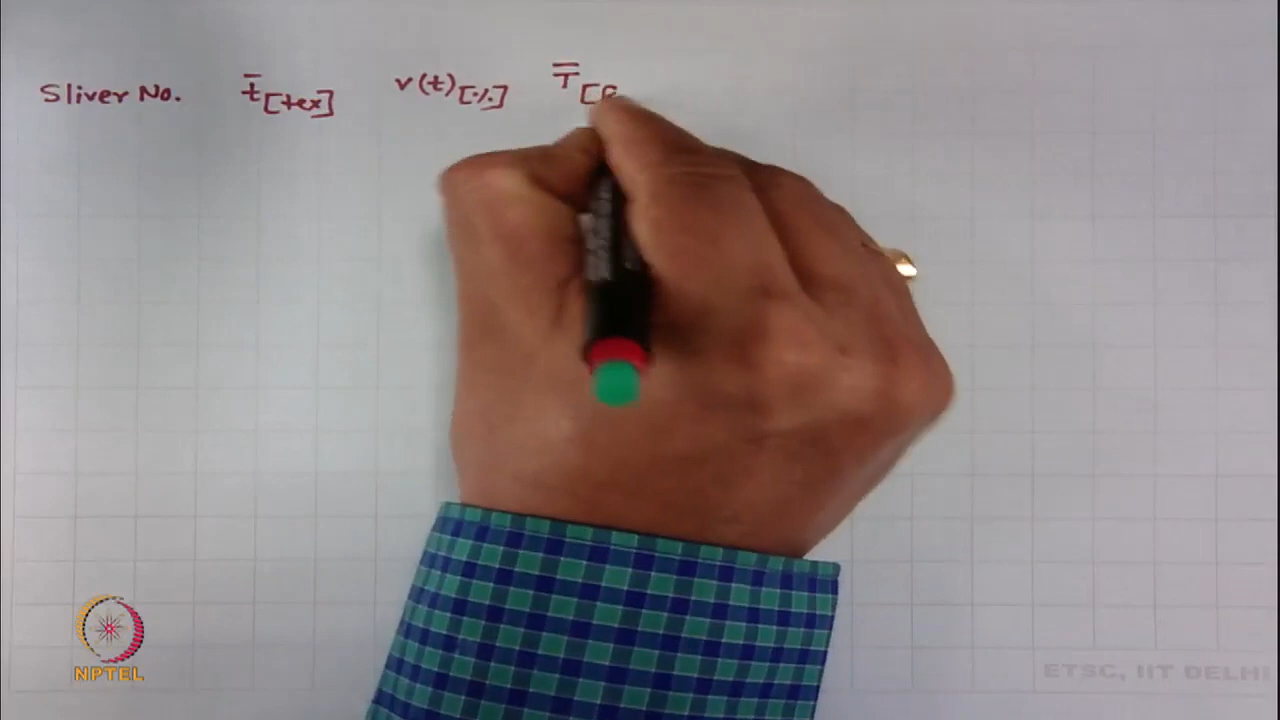 Sliver No. t̄[tex] v(t)[%] T̄
NPTEL
ETSC, IIT DELHI